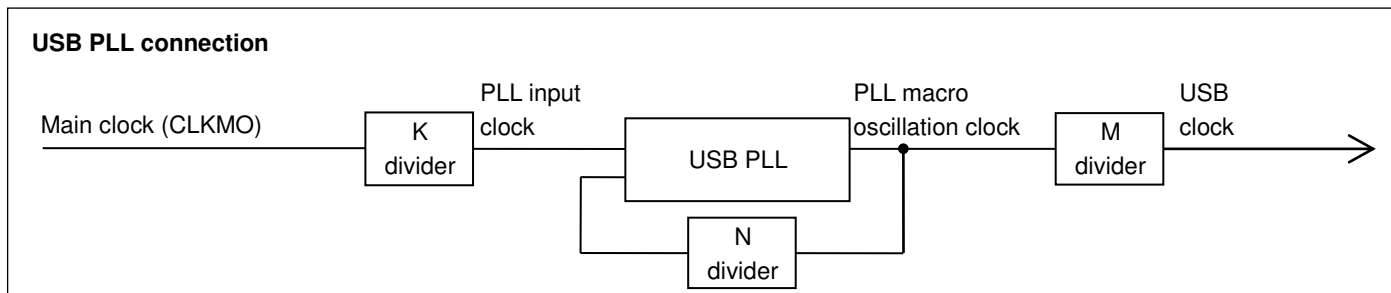 USB PLL connection
Main clock (CLKMO)
K
divider
PLL input
clock
USB PLL
N
divider
PLL macro
oscillation clock
M
divider
USB
clock